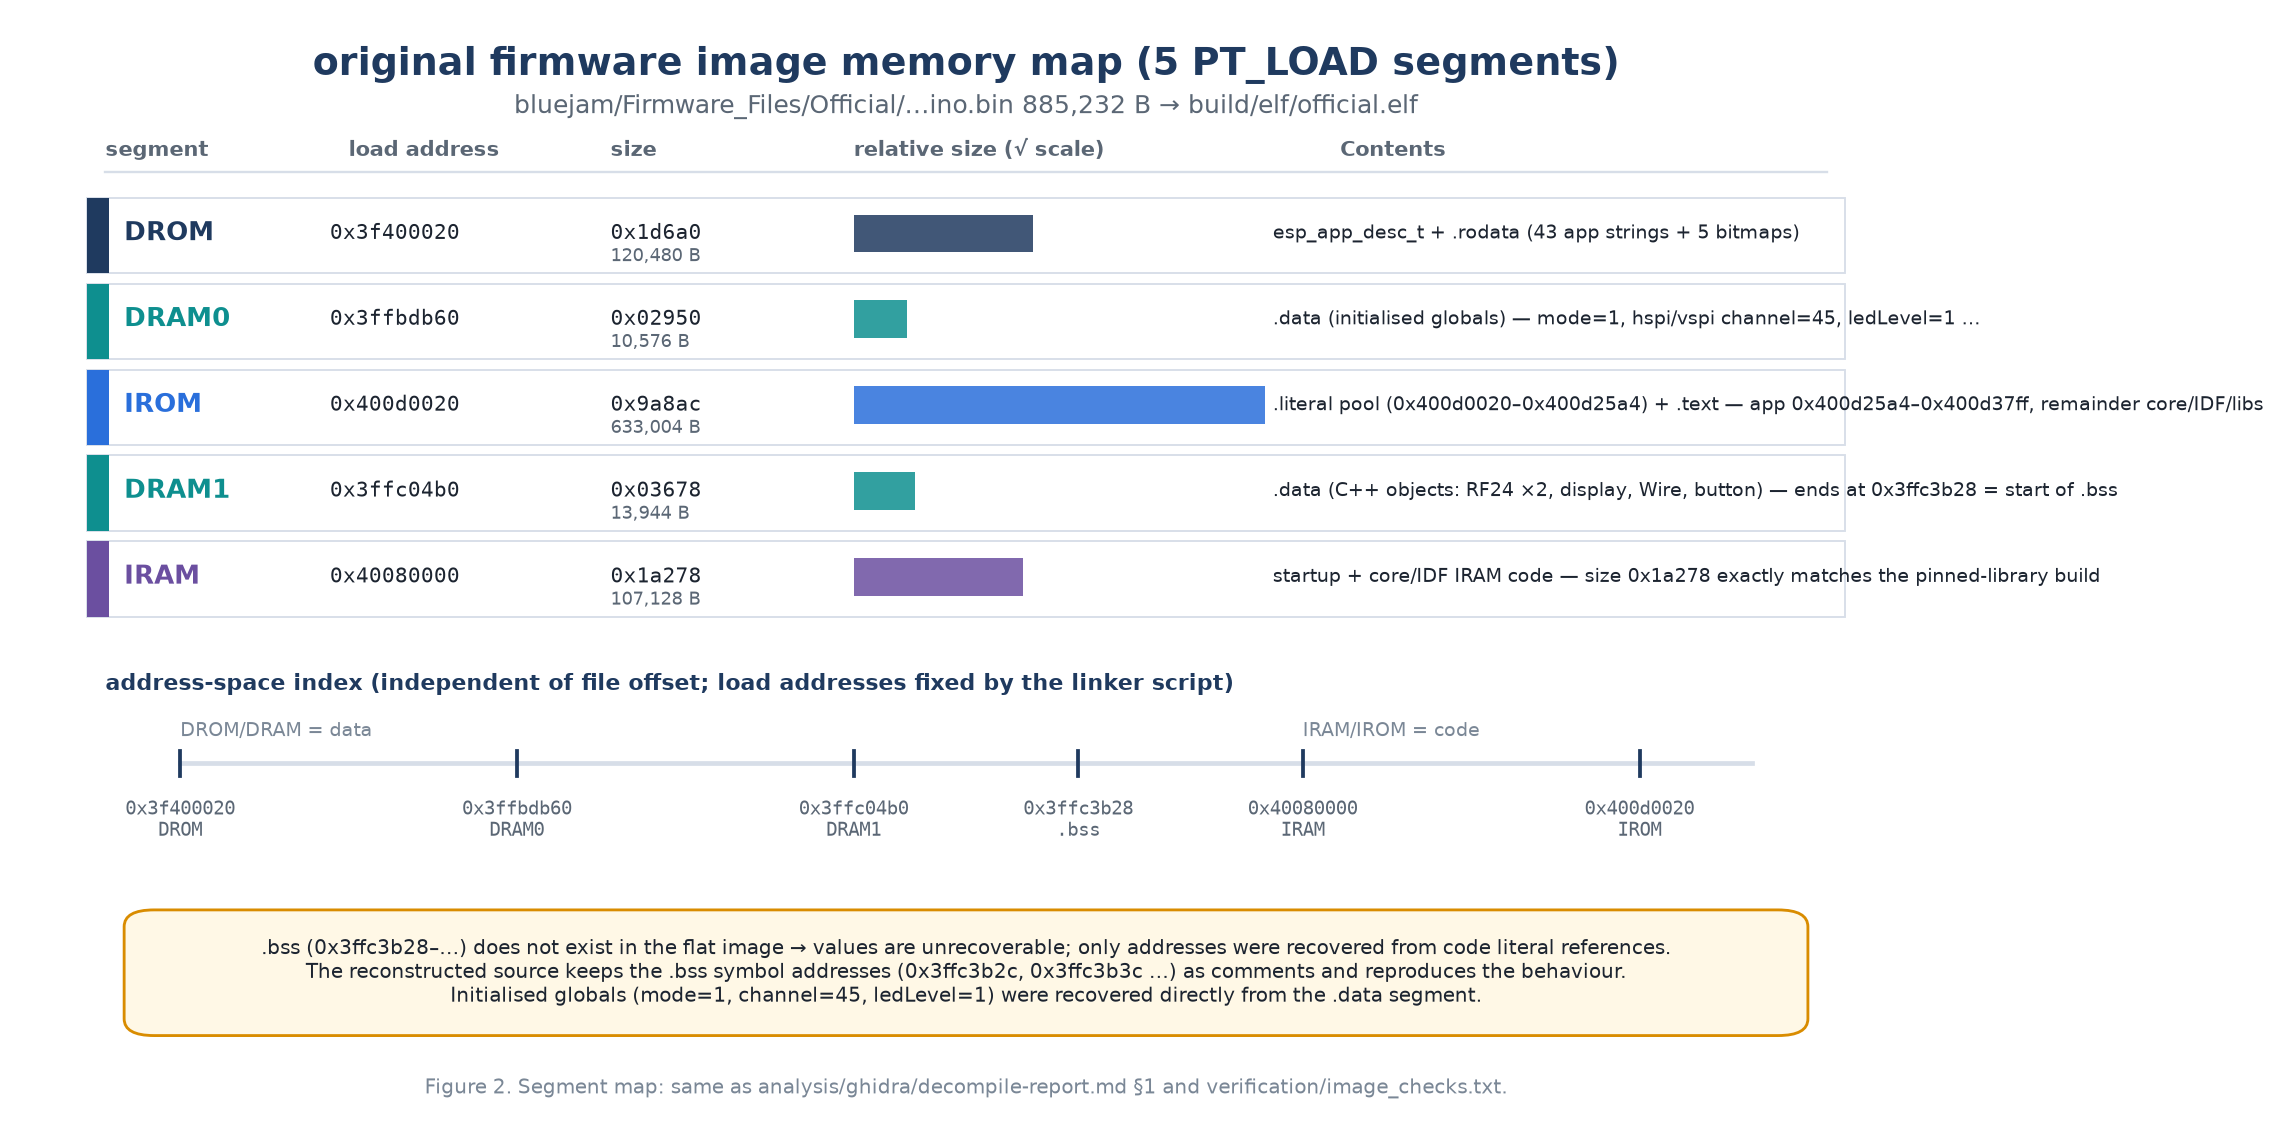 original firmware image memory map (5 PT_LOAD segments)
bluejam/Firmware_Files/Official/…ino.bin 885,232 B → build/elf/official.elf
segment load address size relative size (√ scale) Contents
DROM 0x3f400020 0x1d6a0 esp_app_desc_t + .rodata (43 app strings + 5 bitmaps)
120,480 B
DRAM0 0x3ffbdb60 0x02950 .data (initialised globals) — mode=1, hspi/vspi channel=45, ledLevel=1 …
10,576 B
IROM 0x400d0020 0x9a8ac .literal pool (0x400d0020–0x400d25a4) + .text — app 0x400d25a4–0x400d37ff, remainder core/IDF/libs
633,004 B
DRAM1 0x3ffc04b0 0x03678 .data (C++ objects: RF24 ×2, display, Wire, button) — ends at 0x3ffc3b28 = start of .bss
13,944 B
IRAM 0x40080000 0x1a278 startup + core/IDF IRAM code — size 0x1a278 exactly matches the pinned-library build
107,128 B
address-space index (independent of file offset; load addresses fixed by the linker script)
DROM/DRAM = data IRAM/IROM = code
0x3f400020 0x3ffbdb60 0x3ffc04b0 0x3ffc3b28 0x40080000 0x400d0020
DROM DRAM0 DRAM1 .bss IRAM IROM
.bss (0x3ffc3b28–…) does not exist in the flat image → values are unrecoverable; only addresses were recovered from code literal references.
The reconstructed source keeps the .bss symbol addresses (0x3ffc3b2c, 0x3ffc3b3c …) as comments and reproduces the behaviour.
Initialised globals (mode=1, channel=45, ledLevel=1) were recovered directly from the .data segment.
Figure 2. Segment map: same as analysis/ghidra/decompile-report.md §1 and verification/image_checks.txt.